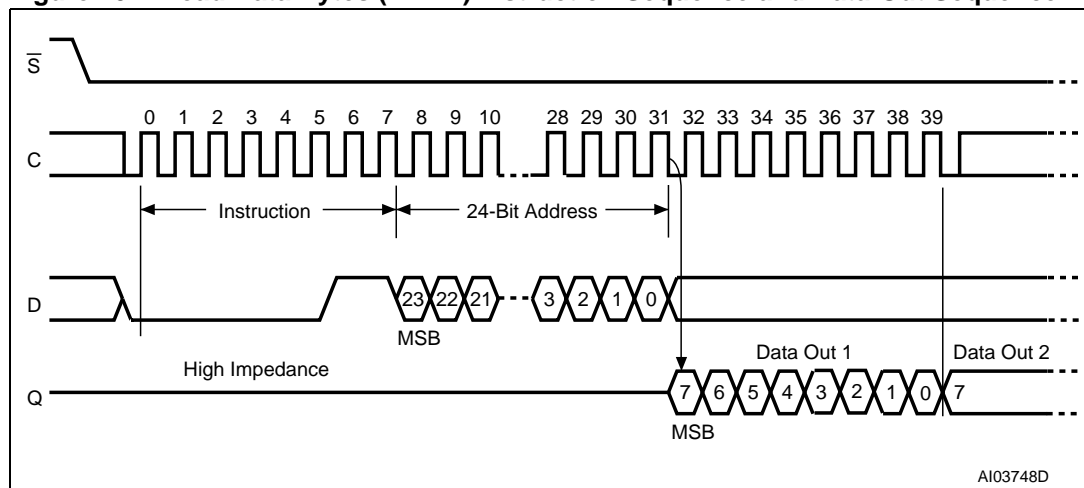 S
0 1 2 3 4 5 6 7 8 9 10 28 29 30 31 32 33 34 35 36 37 38 39
C
Instruction 24-Bit Address
D
23 22 21 3 2 1 0
MSB
High Impedance
Data Out 1 Data Out 2
Q
7 6 5 4 3 2 1 0 7
MSB
AI03748D